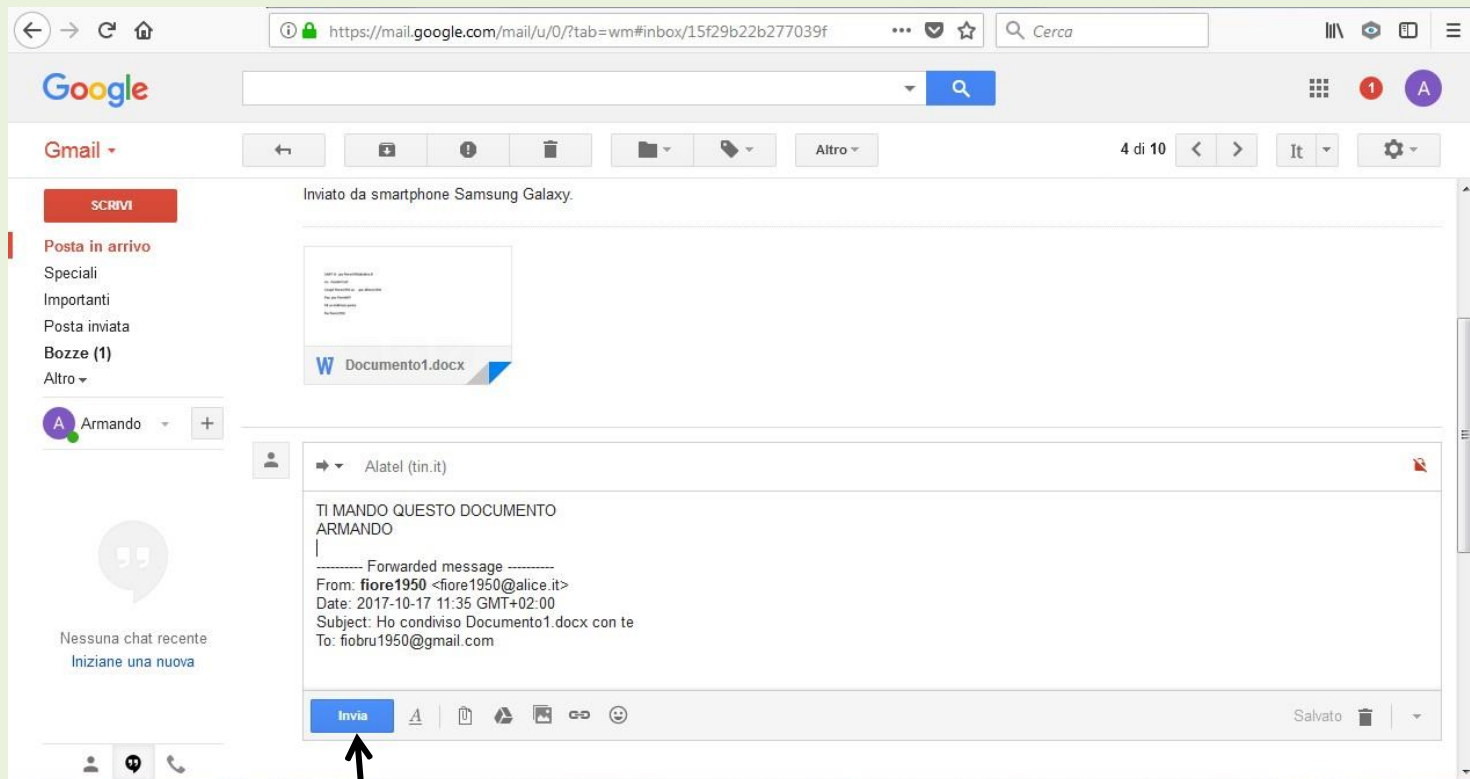 https://mail.google.com/mail/u/0/?tab=wm#inbox/15f29b22b277039f
Cerca
Google
1
A
Gmail
Altro
4 di 10
It
SCRIVI
Inviato da smartphone Samsung Galaxy.
Posta in arrivo
Speciali
Importanti
Posta inviata
Bozze (1)
Altro
W Documento1.docx
A Armando
+
Alatel (tin.it)
TI MANDO QUESTO DOCUMENTO
ARMANDO
---------- Forwarded message ----------
From: fiore1950 <fiore1950@alice.it>
Date: 2017-10-17 11:35 GMT+02:00
Subject: Ho condiviso Documento1.docx con te
To: fiobru1950@gmail.com
Nessuna chat recente
Iniziane una nuova
Invia
A
Salvato